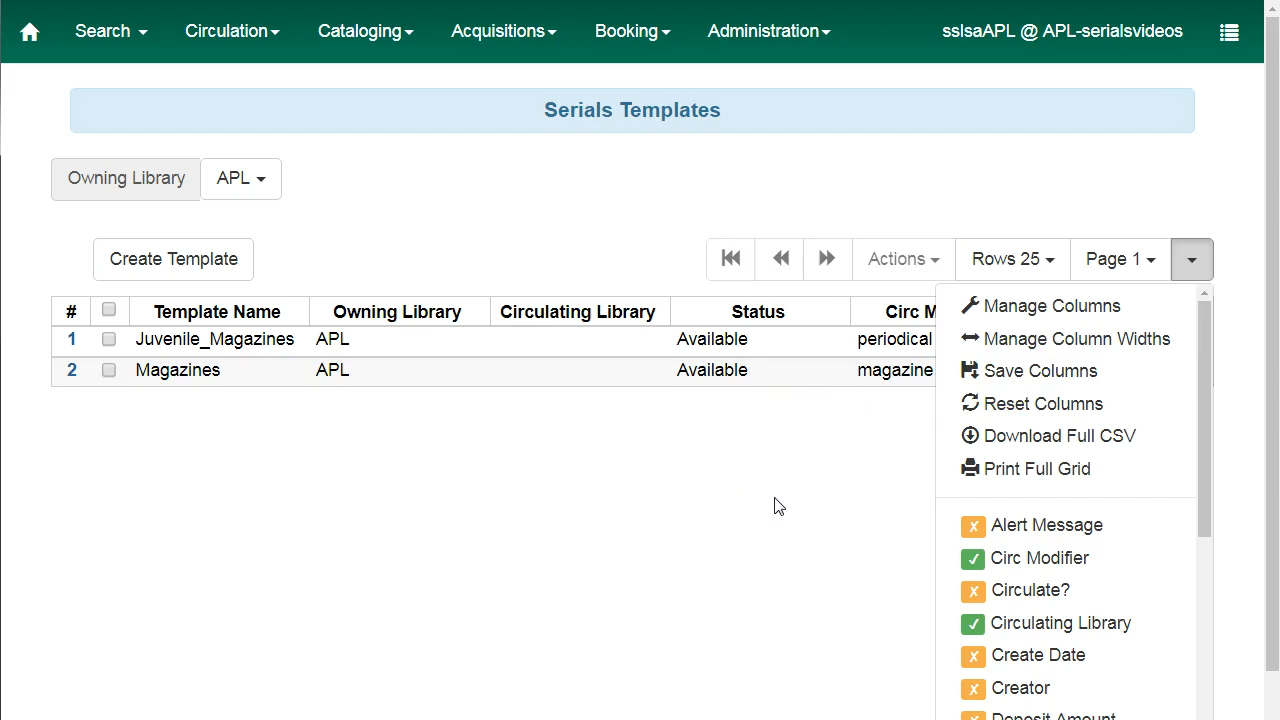 Search Circulation Cataloging Acquisitions Booking Administration sslsaAPL @ APL-serialsvideos
Serials Templates
Owning Library APL
Create Template Actions Rows 25 Page 1
# Template Name Owning Library Circulating Library Status Circ M
1 Juvenile_Magazines APL Available periodical
2 Magazines APL Available magazine
Manage Columns
Manage Column Widths
Save Columns
Reset Columns
Download Full CSV
Print Full Grid
Alert Message
Circ Modifier
Circulate?
Circulating Library
Create Date
Creator
Deposit Amount